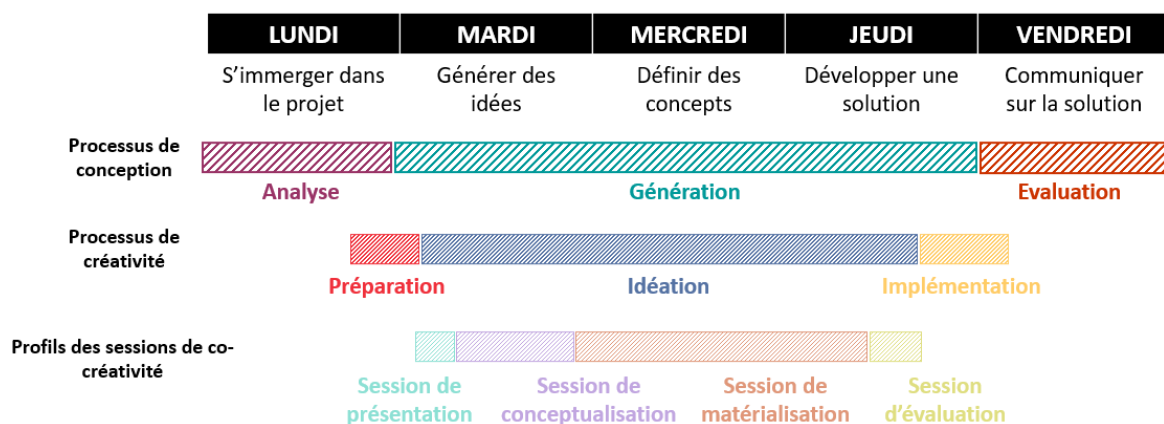 LUNDI MARDI MERCREDI JEUDI VENDREDI
S’immerger dans Générer des Définir des Développer une Communiquer
le projet idées concepts solution sur la solution
Processus de
conception
Analyse Génération Evaluation
Processus de
créativité
Préparation Idéation Implémentation
Profils des sessions de co-
créativité
Session de Session de Session de Session
présentation conceptualisation matérialisation d’évaluation